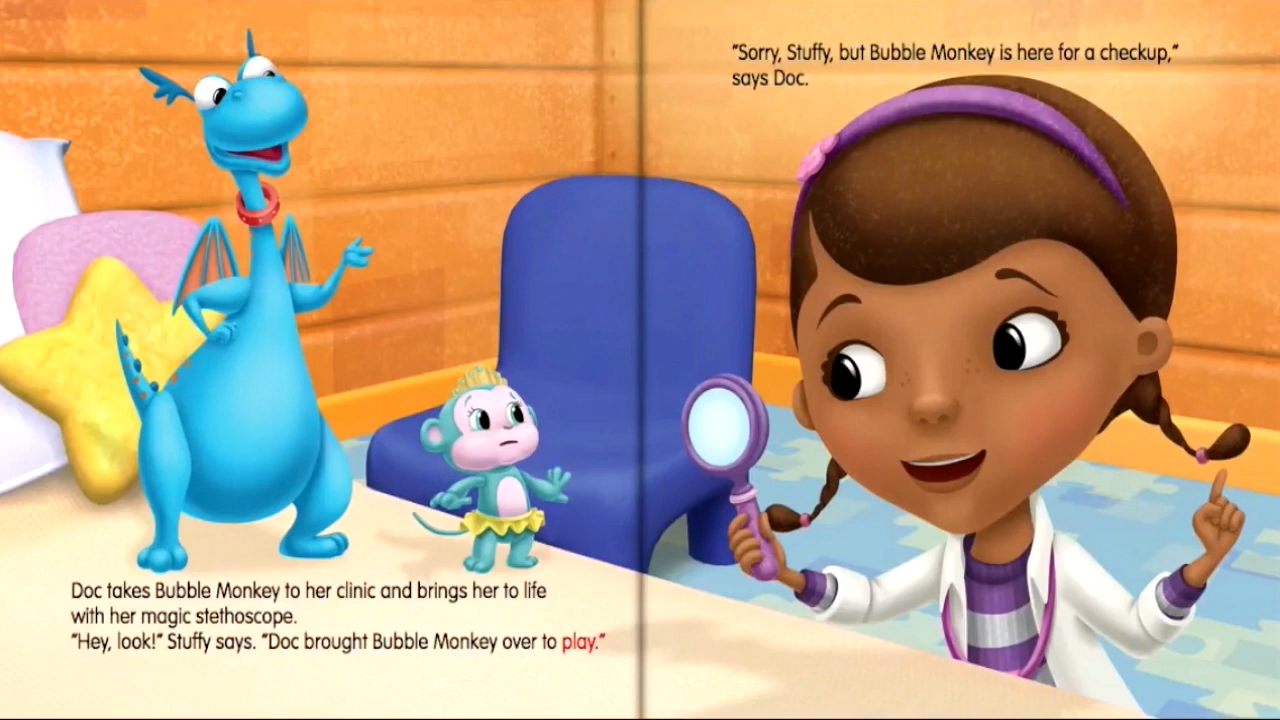 Doc takes Bubble Monkey to her clinic and brings her to life
with her magic stethoscope.
"Hey, look!" Stuffy says. "Doc brought Bubble Monkey over to play."
"Sorry, Stuffy, but Bubble Monkey is here for a checkup,"
says Doc.